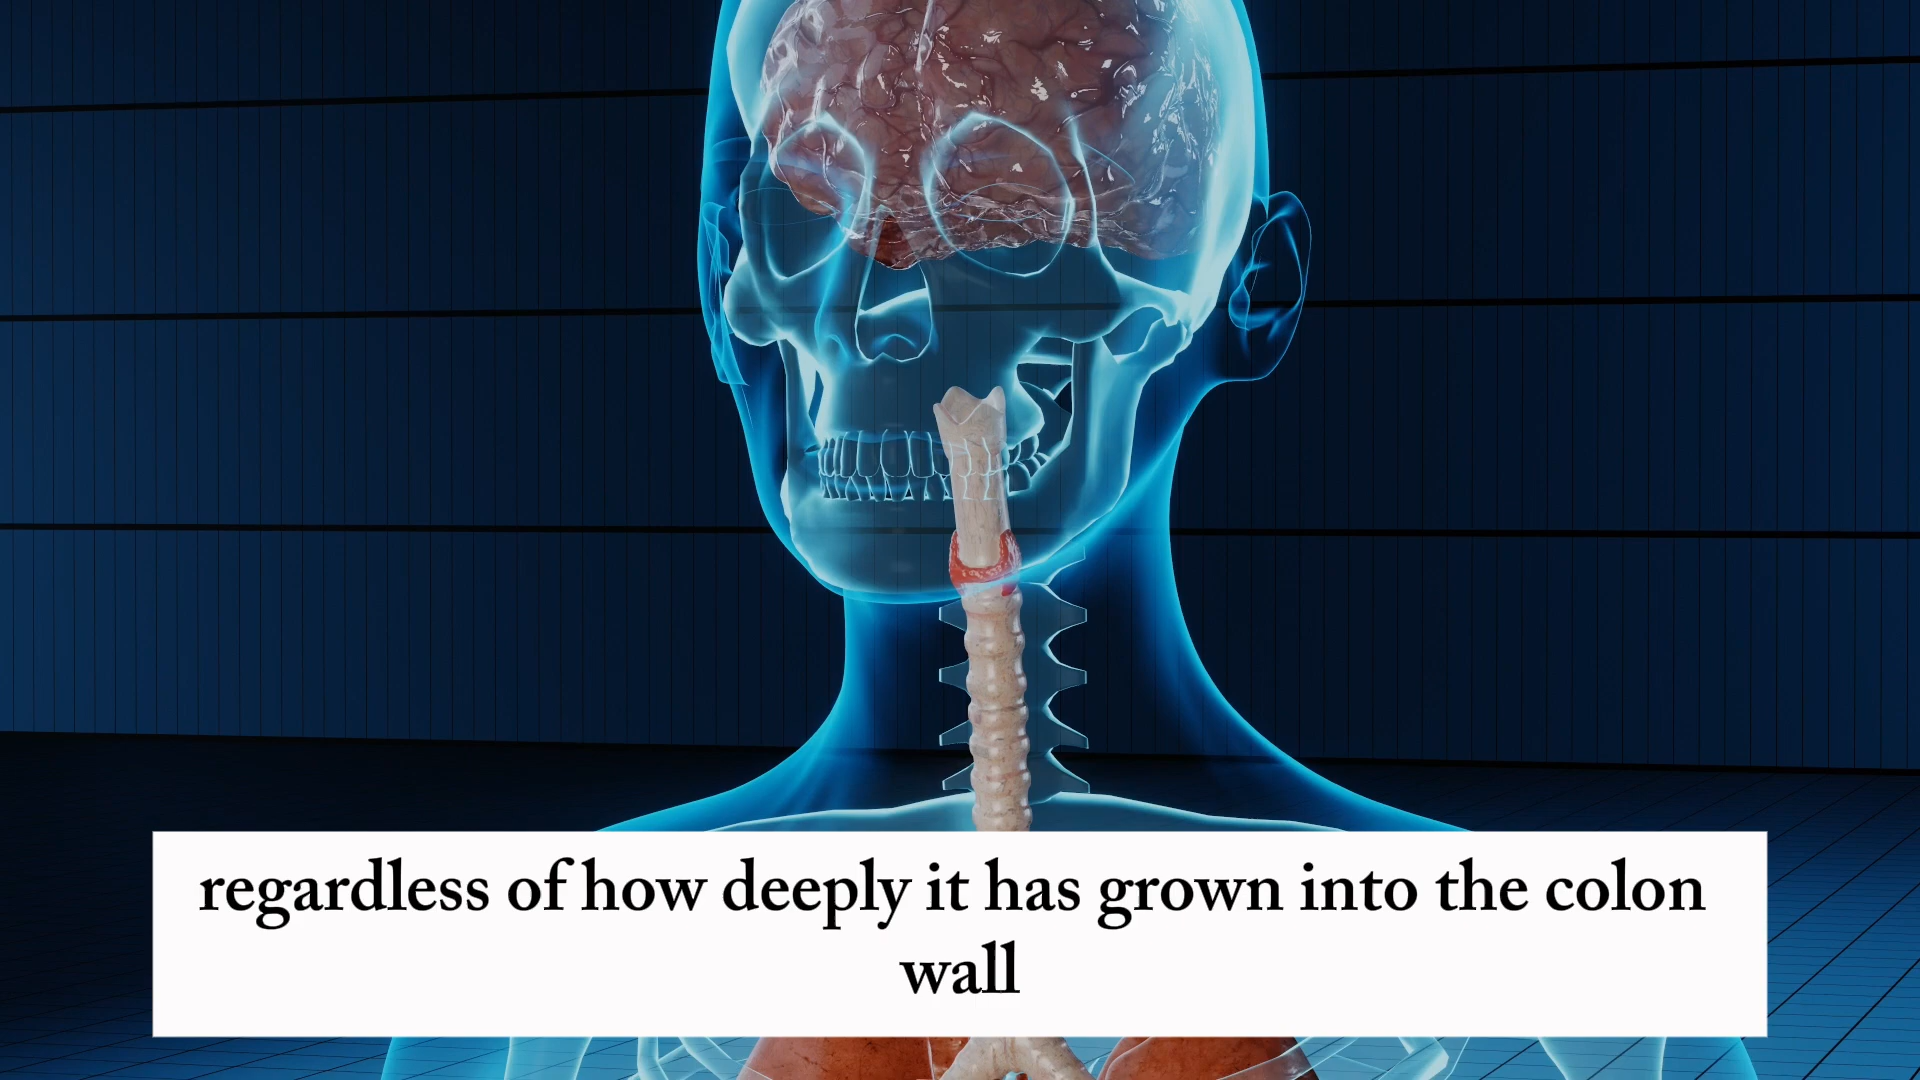 regardless of how deeply it has grown into the colon
wall